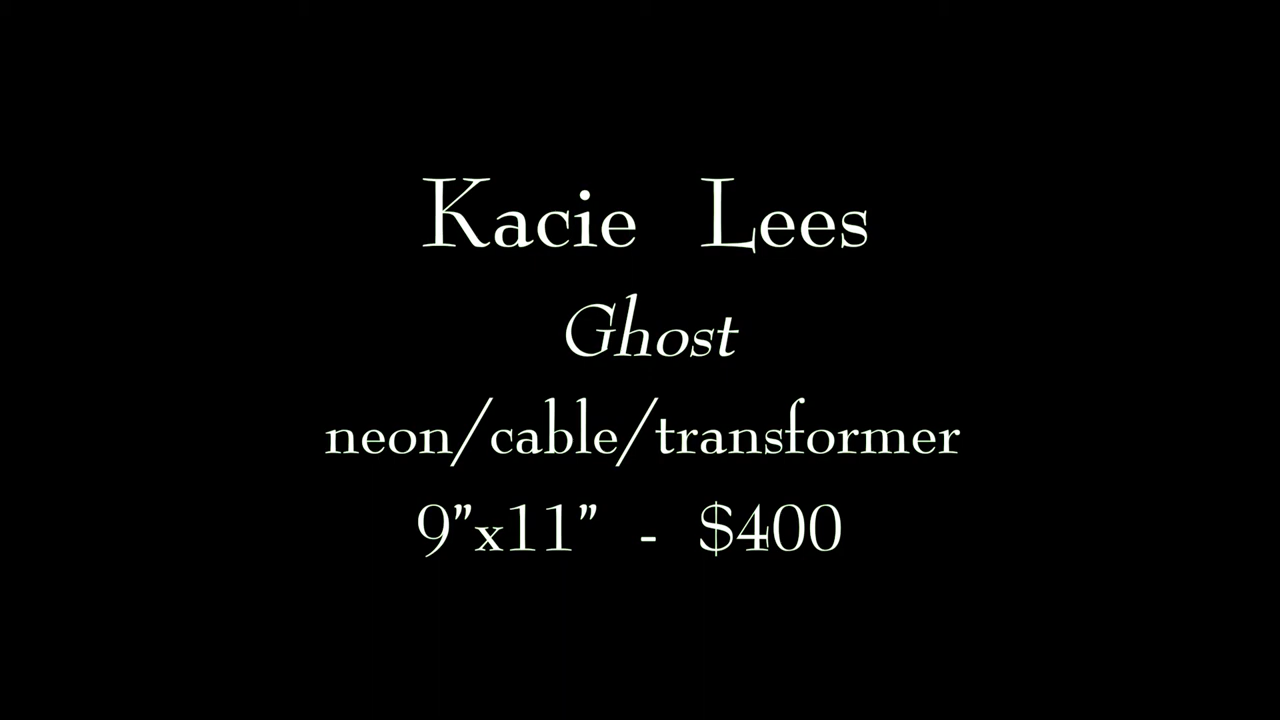 Kacie Lees
Ghost
neon/cable/transformer
9"x11" - $400